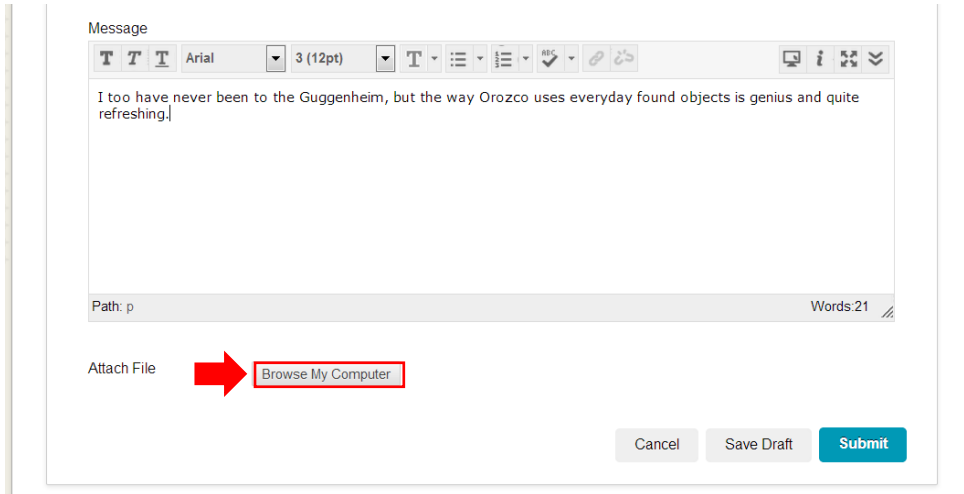 Message
T T T Arial 3 (12pt) T ABC i
I too have never been to the Guggenheim, but the way Orozco uses everyday found objects is genius and quite
refreshing.
Path: p Words:21
Attach File Browse My Computer
Cancel Save Draft Submit